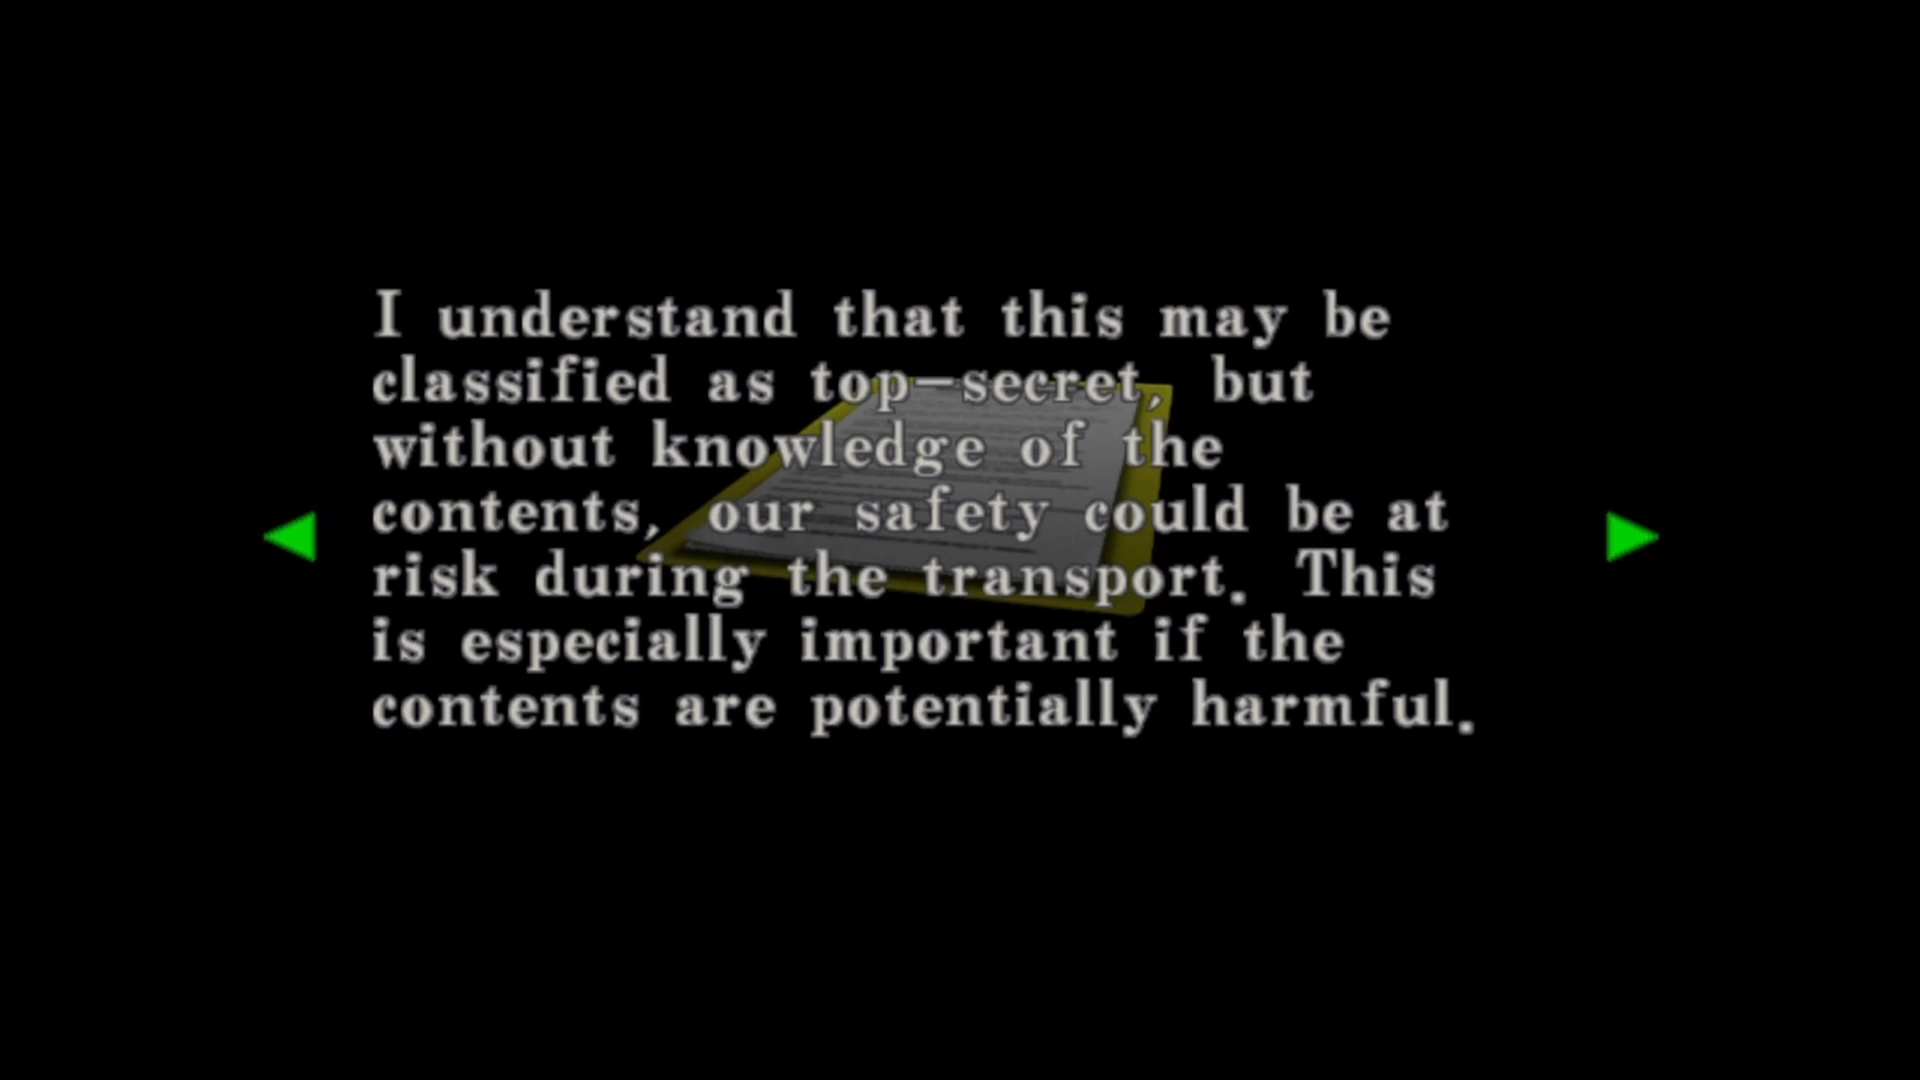 I understand that this may be
classified as top-secret, but
without knowledge of the
contents, our safety could be at
risk during the transport. This
is especially important if the
contents are potentially harmful.